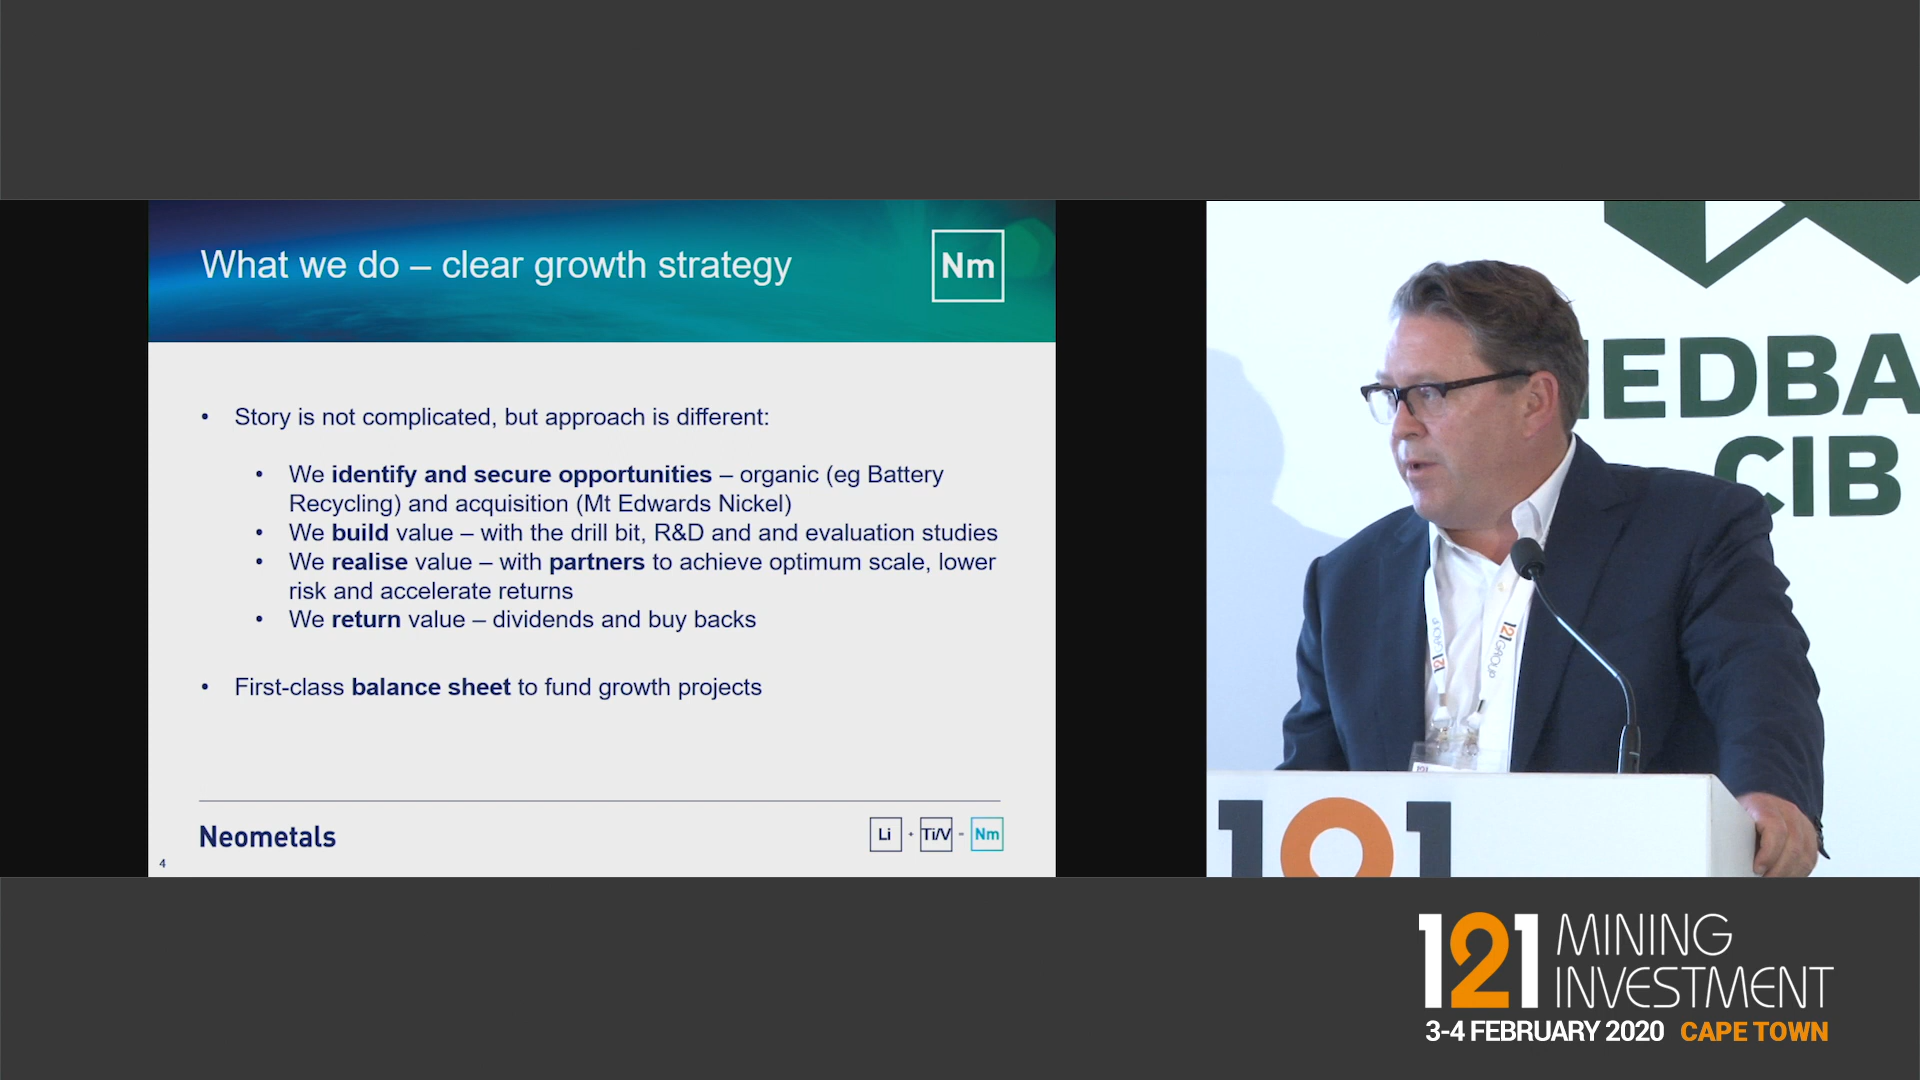 What we do – clear growth strategy
Nm
• Story is not complicated, but approach is different:
• We identify and secure opportunities – organic (eg Battery
Recycling) and acquisition (Mt Edwards Nickel)
• We build value – with the drill bit, R&D and and evaluation studies
• We realise value – with partners to achieve optimum scale, lower
risk and accelerate returns
• We return value – dividends and buy backs
• First-class balance sheet to fund growth projects
Neometals
Li + Ti/V = Nm
4
EDBA
CIB
121GROUP
121GROUP
121
121 MINING
INVESTMENT
3-4 FEBRUARY 2020 CAPE TOWN